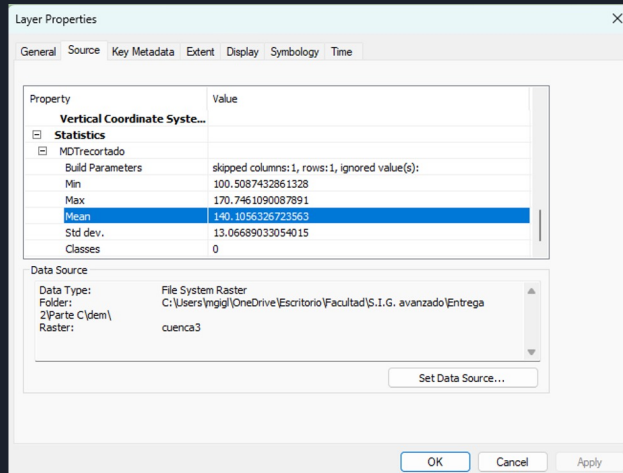 Layer Properties
General Source Key Metadata Extent Display Symbology Time
Property Value
Vertical Coordinate Syste...
Statistics
MDTrecortado
Build Parameters skipped columns:1, rows:1, ignored value(s):
Min 100.5087432861328
Max 170.7461090087891
Mean 140.1056326723563
Std dev. 13.06689033054015
Classes 0
Data Source
Data Type: File System Raster
Folder: C:\Users\mgigl\OneDrive\Escritorio\Facultad\S.I.G. avanzado\Entrega
2\Parte C\dem\
Raster: cuenca3
Set Data Source...
OK Cancel Apply